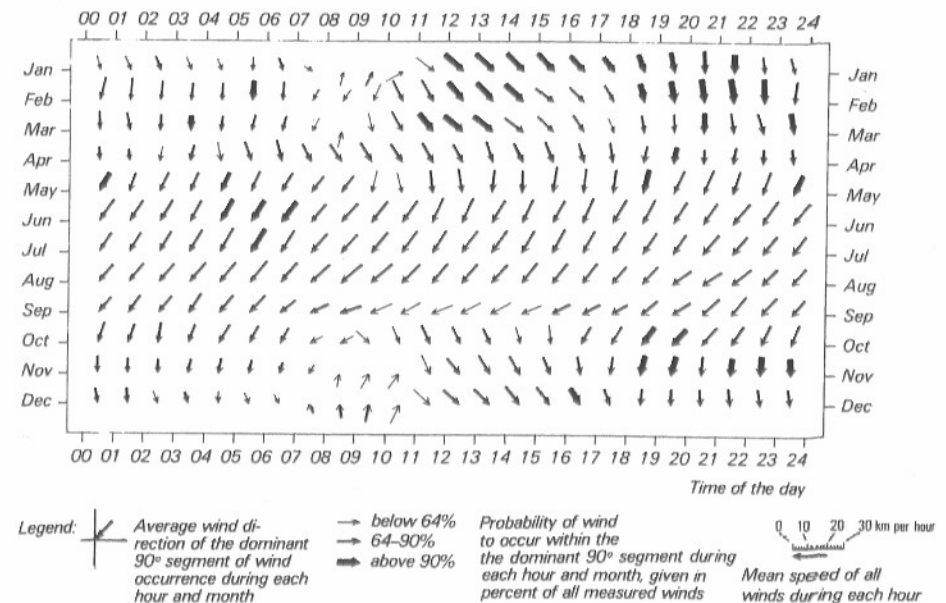 00 01 02 03 04 05 06 07 08 09 10 11 12 13 14 15 16 17 18 19 20 21 22 23 24
Jan Jan
Feb Feb
Mar Mar
Apr Apr
May May
Jun Jun
Jul Jul
Aug Aug
Sep Sep
Oct Oct
Nov Nov
Dec Dec
00 01 02 03 04 05 06 07 08 09 10 11 12 13 14 15 16 17 18 19 20 21 22 23 24
Time of the day
Legend:
Average wind di-
rection of the dominant
90° segment of wind
occurrence during each
hour and month
below 64%
64-90%
above 90%
Probability of wind
to occur within the
the dominant 90° segment during
each hour and month, given in
percent of all measured winds
0 10 20 30 km per hour
Mean speed of all
winds during each hour